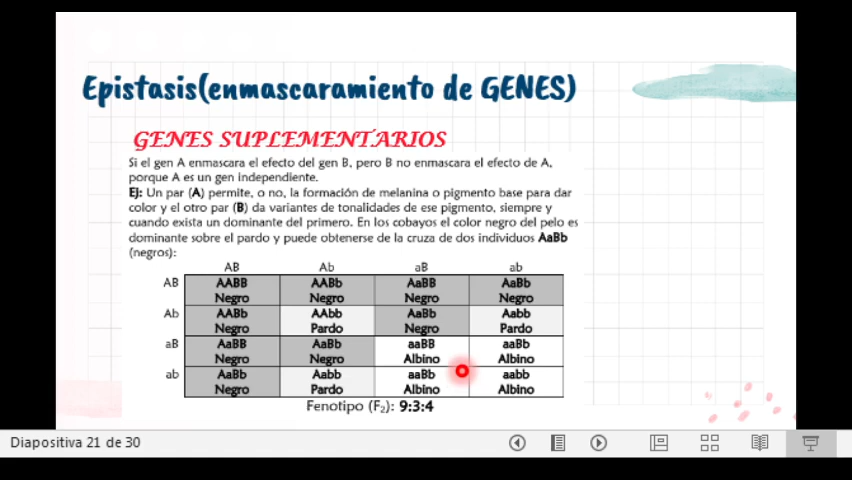 Epistasis(enmascaramiento de GENES)
GENES SUPLEMENTARIOS
Si el gen A enmascara el efecto del gen B, pero B no enmascara el efecto de A,
porque A es un gen independiente.
EJ: Un par (A) permite, o no, la formación de melanina o pigmento base para dar
color y el otro par (B) da variantes de tonalidades de ese pigmento, siempre y
cuando exista un dominante del primero. En los cobayos el color negro del pelo es
dominante sobre el pardo y puede obtenerse de la cruza de dos individuos AaBb
(negros):
AB Ab aB ab
AB AABB AABb AaBB AaBb
Negro Negro Negro Negro
Ab AABb AAbb AaBb Aabb
Negro Pardo Negro Pardo
aB AaBB AaBb aaBB aaBb
Negro Negro Albino Albino
ab AaBb Aabb aaBb aabb
Negro Pardo Albino Albino
Fenotipo (F₂): 9:3:4
Diapositiva 21 de 30